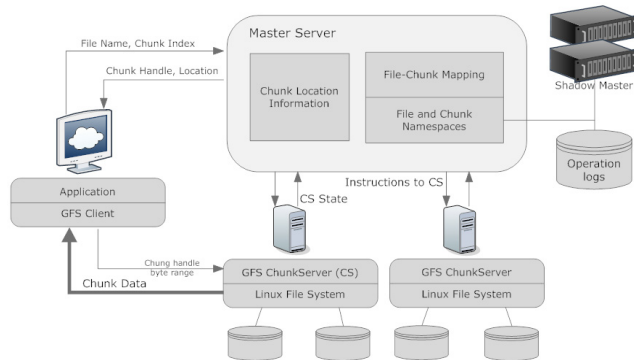 File Name, Chunk Index
Chunk Handle, Location
Master Server
Chunk Location
Information
File-Chunk Mapping
File and Chunk
Namespaces
Shadow Master
Operation
logs
Application
GFS Client
CS State
Instructions to CS
Chung handle
byte range
Chunk Data
GFS ChunkServer (CS)
Linux File System
GFS ChunkServer
Linux File System